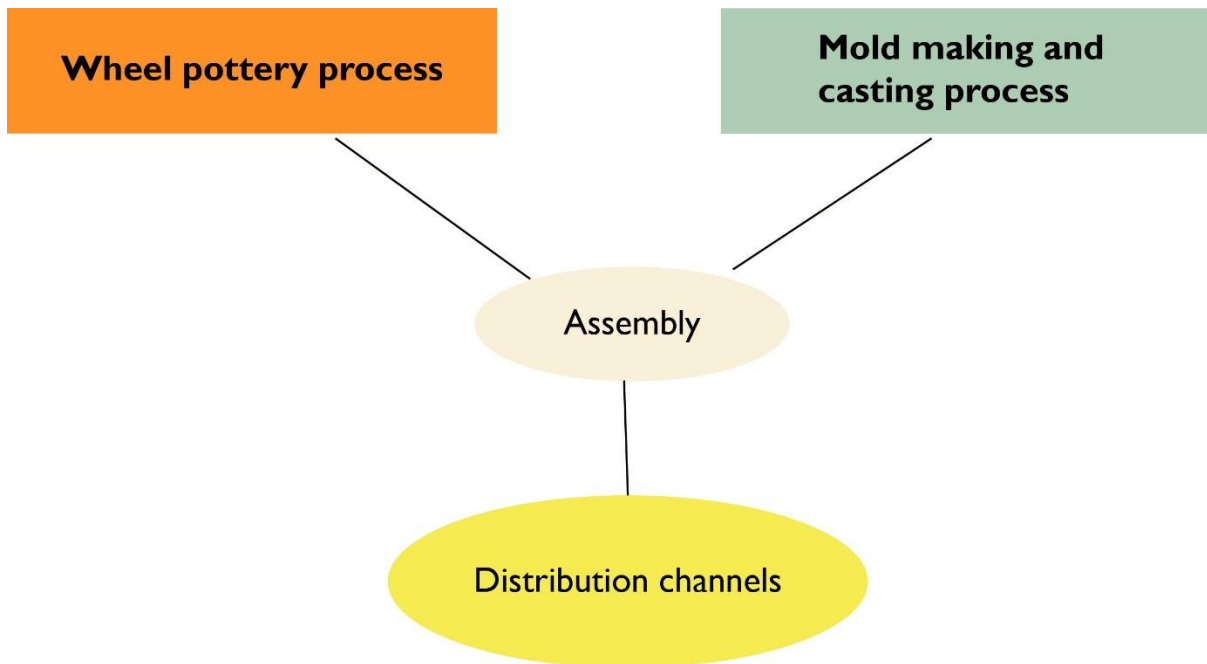 Wheel pottery process
Mold making and
casting process
Assembly
Distribution channels